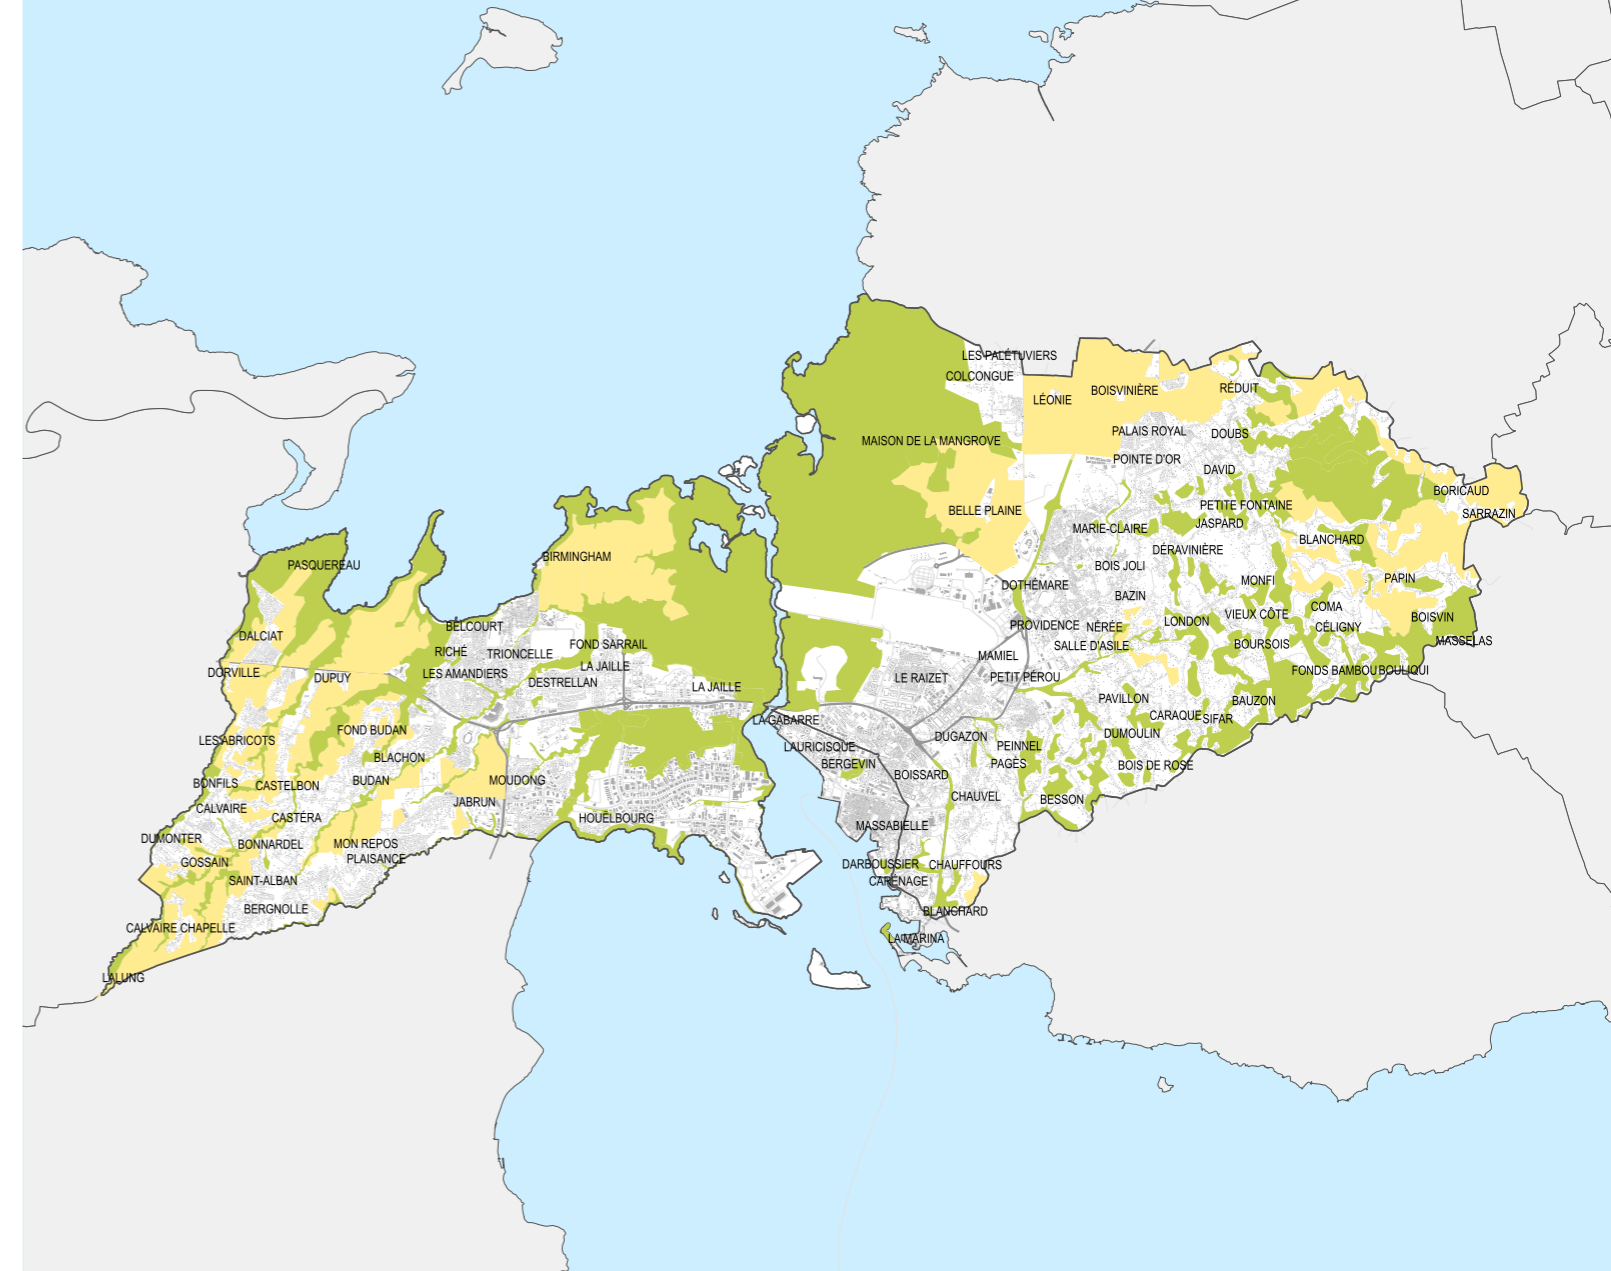 LES PALÉTUVIERS
COLCONGUE
LÉONIE
BOISVINIÈRE
RÉDUIT
MAISON DE LA MANGROVE
PALAIS ROYAL
DOUBS
POINTE D'OR
DAVID
BELLE PLAINE
PETITE FONTAINE
BORICAUD
SARRAZIN
MARIE-CLAIRE
JASPARD
BLANCHARD
DÉRAVINIÈRE
BOIS JOLI
DOTHÉMARE
MONFI
PAPIN
BAZIN
COMA
BOISVIN
VIEUX CÔTE
CÉLIGNY
LONDON
PROVIDENCE
NÉRÉE
SALLE D'ASILE
BOURSOIS
MASSELAS
MAMIEL
FONDS BAMBOU
BOULIQUI
LE RAIZET
PETIT PÉROU
PAVILLON
BAUZON
CARAQUE
SIFAR
DUMOULIN
DUGAZON
PEINNEL
PAGÈS
BOIS DE ROSE
BESSON
BIRMINGHAM
PASQUEREAU
BELCOURT
DALCIAT
RICHÉ
TRIONCELLE
FOND SARRAIL
LA JAILLE
DORVILLE
DUPUY
LES AMANDIERS
DESTRELLAN
LA JAILLE
LA GABARRE
LAURICISQUE
BERGEVIN
BOISSARD
CHAUVEL
MASSABIELLE
DARBOUSSIER
CHAUFFOURS
CARÉNAGE
BLANCHARD
LA MARINA
FOND BUDAN
LES ABRICOTS
BLACHON
BONFILS
CASTELBON
BUDAN
MOUDONG
JABRUN
CALVAIRE
CASTÉRA
HOUËLBOURG
DUMONTER
BONNARDEL
MON REPOS
PLAISANCE
GOSSAIN
SAINT-ALBAN
BERGNOLLE
CALVAIRE CHAPELLE
LALUNG